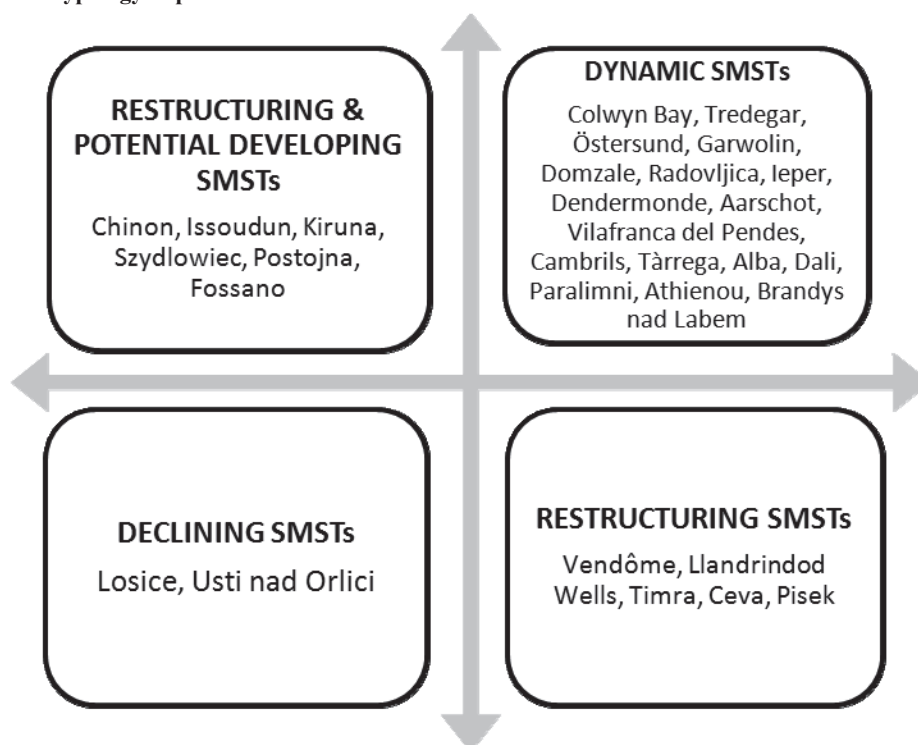 RESTRUCTURING &
POTENTIAL DEVELOPING
SMSTs
Chinon, Issoudun, Kiruna,
Szydlowiec, Postojna,
Fossano
DYNAMIC SMSTs
Colwyn Bay, Tredegar,
Östersund, Garwolin,
Domzale, Radovljica, Ieper,
Dendermonde, Aarschot,
Vilafranca del Pendes,
Cambrils, Tàrrega, Alba, Dali,
Paralimni, Athienou, Brandys
nad Labem
DECLINING SMSTs
Losice, Usti nad Orlici
RESTRUCTURING SMSTs
Vendôme, Llandrindod
Wells, Timra, Ceva, Pisek